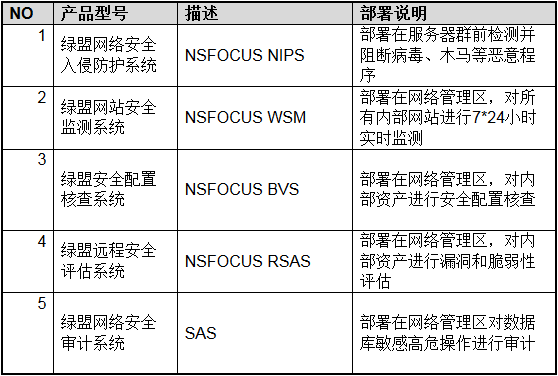 NO 产品型号 描述 部署说明
1 绿盟网络安全入侵防护系统 NSFOCUS NIPS 部署在服务器群前检测并阻断病毒、木马等恶意程序
2 绿盟网站安全监测系统 NSFOCUS WSM 部署在网络管理区，对所有内部网站进行7*24小时实时监测
3 绿盟安全配置核查系统 NSFOCUS BVS 部署在网络管理区，对内部资产进行安全配置核查
4 绿盟远程安全评估系统 NSFOCUS RSAS 部署在网络管理区，对内部资产进行漏洞和脆弱性评估
5 绿盟网络安全审计系统 SAS 部署在网络管理区对数据库敏感高危操作进行审计